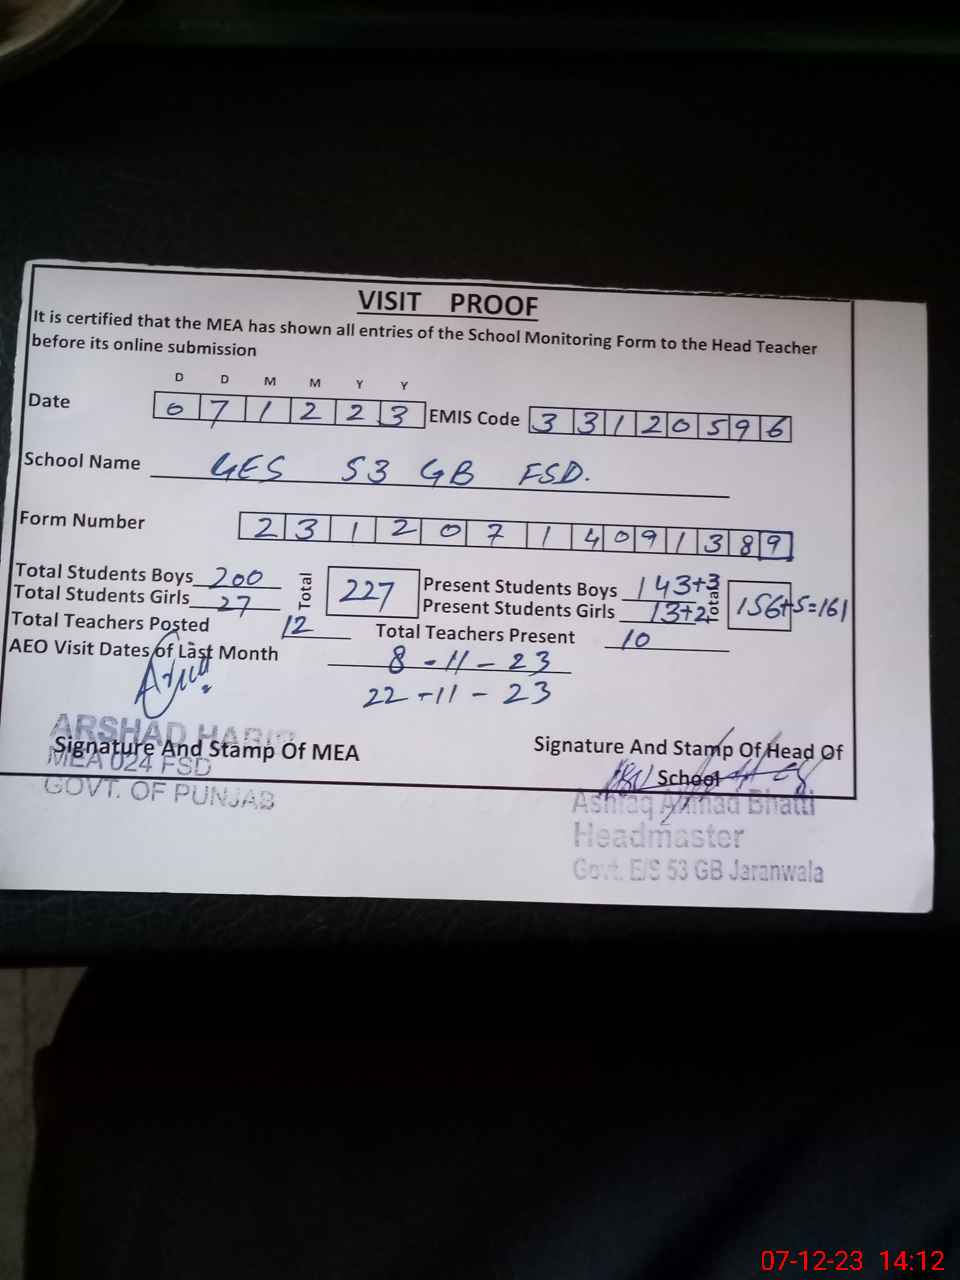 VISIT PROOF
It is certified that the MEA has shown all entries of the School Monitoring Form to the Head Teacher
before its online submission
D D M M Y Y
Date 0 7 1 2 2 3 EMIS Code 3 3 1 2 0 5 9 6
School Name GES 53 GB FSD.
Form Number 2 3 1 2 0 7 1 4 0 9 1 3 8 9
Total Students Boys 200 Total 227 Present Students Boys 143+3 Total 156+5=161
Total Students Girls 27 Present Students Girls 13+2
Total Teachers Posted 12 Total Teachers Present 10
AEO Visit Dates of Last Month 8-11-23
22-11-23
ARSHAD HABIB
Signature And Stamp Of MEA Signature And Stamp Of Head Of
School
MEA 024 FSD
GOVT. OF PUNJAB
Ashfaq Ahmad Bhatti
Headmaster
Govt. E/S 53 GB Jaranwala
07-12-23 14:12